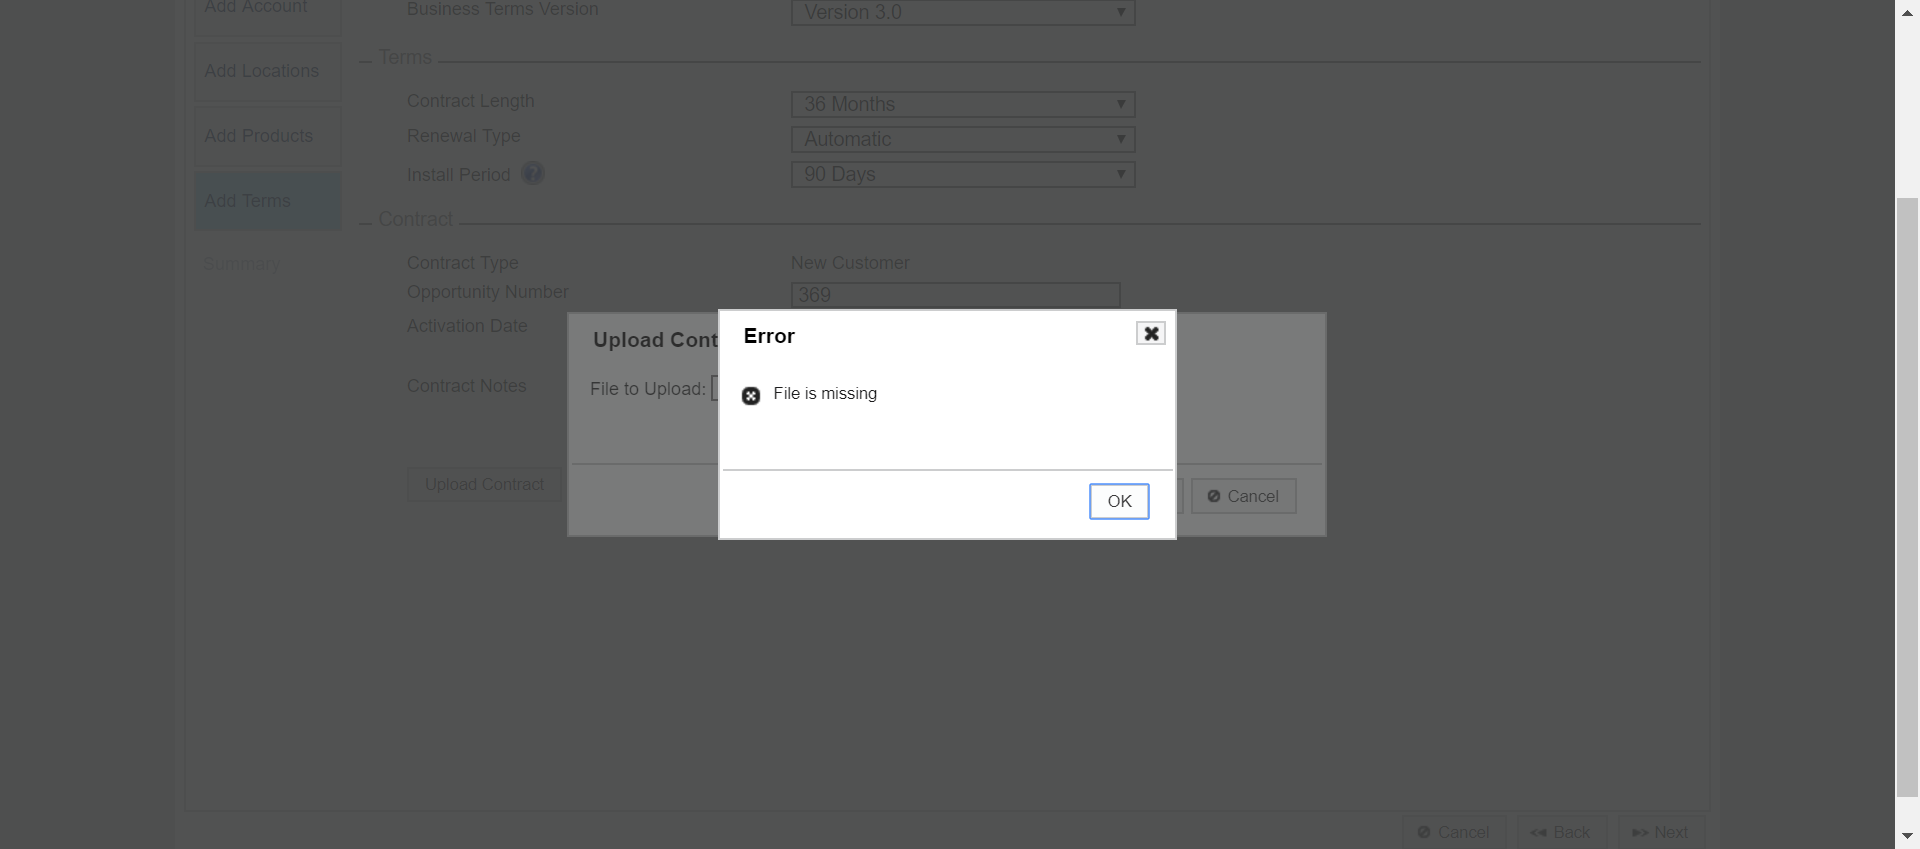 Add Account
Business Terms Version
Version 3.0
Terms
Add Locations
Contract Length
36 Months
Add Products
Renewal Type
Automatic
Install Period
?
90 Days
Add Terms
Contract
Summary
Contract Type
New Customer
Opportunity Number
369
Activation Date
Upload Cont
Error
Contract Notes
File to Upload:
File is missing
Upload Contract
OK
Cancel
Cancel
Back
Next